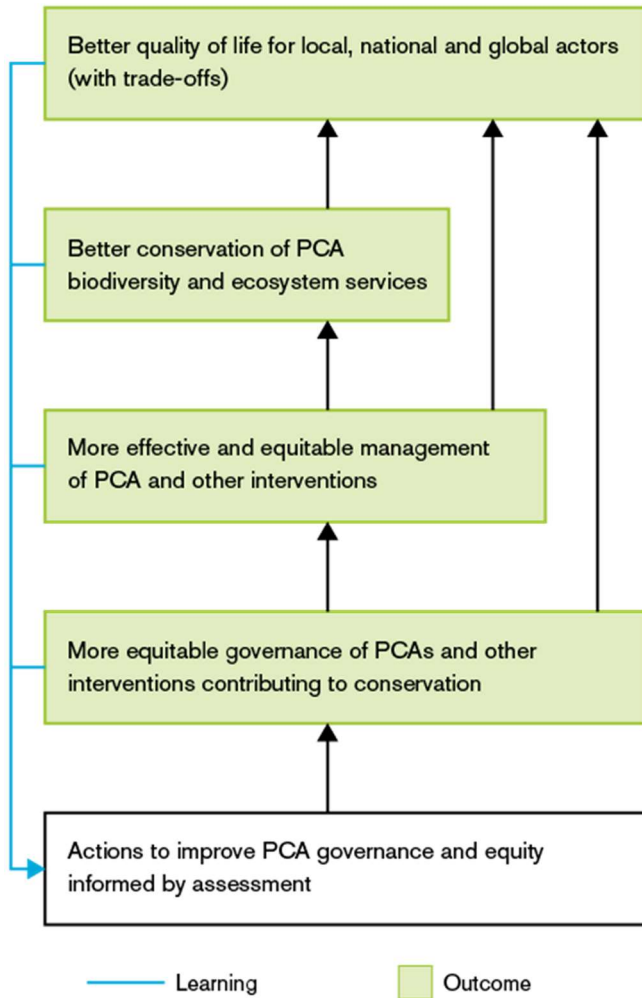 Better quality of life for local, national and global actors
(with trade-offs)
Better conservation of PCA
biodiversity and ecosystem services
More effective and equitable management
of PCA and other interventions
More equitable governance of PCAs and other
interventions contributing to conservation
Actions to improve PCA governance and equity
informed by assessment
Learning
Outcome